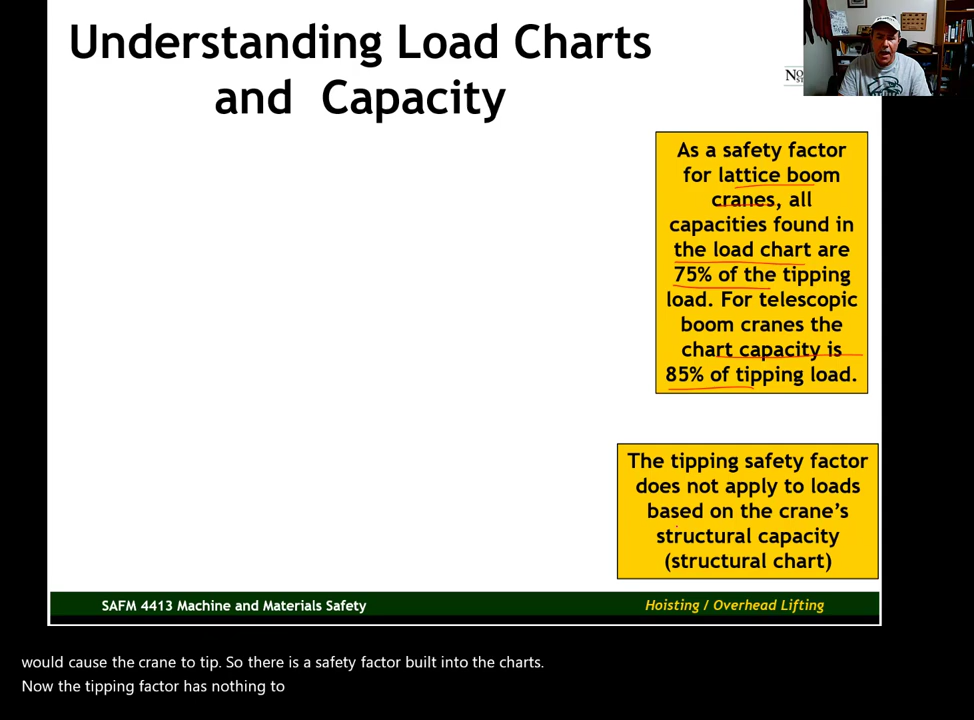 Understanding Load Charts
and Capacity
As a safety factor
for lattice boom
cranes, all
capacities found in
the load chart are
75% of the tipping
load. For telescopic
boom cranes the
chart capacity is
85% of tipping load.
The tipping safety factor
does not apply to loads
based on the crane's
structural capacity
(structural chart)
SAFM 4413 Machine and Materials Safety
Hoisting / Overhead Lifting
would cause the crane to tip. So there is a safety factor built into the charts.
Now the tipping factor has nothing to